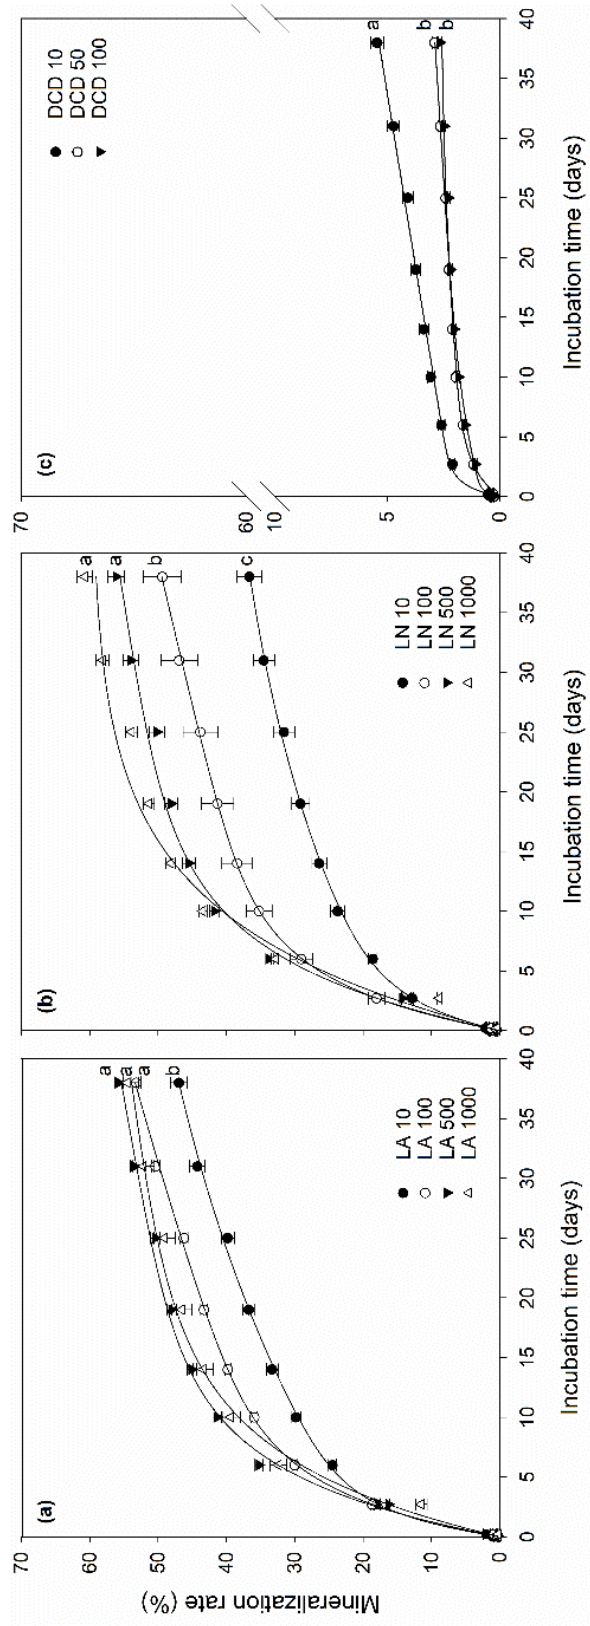 Mineralization rate (%)
70
60
50
40
30
20
10
0
(a)
a
a
a
b
LA 10
LA 100
LA 500
LA 1000
0
5
10
15
20
25
30
35
40
Incubation time (days)
(b)
a
a
b
c
LN 10
LN 100
LN 500
LN 1000
0
5
10
15
20
25
30
35
40
Incubation time (days)
70
60
10
5
0
(c)
a
b
b
DCD 10
DCD 50
DCD 100
0
5
10
15
20
25
30
35
40
Incubation time (days)